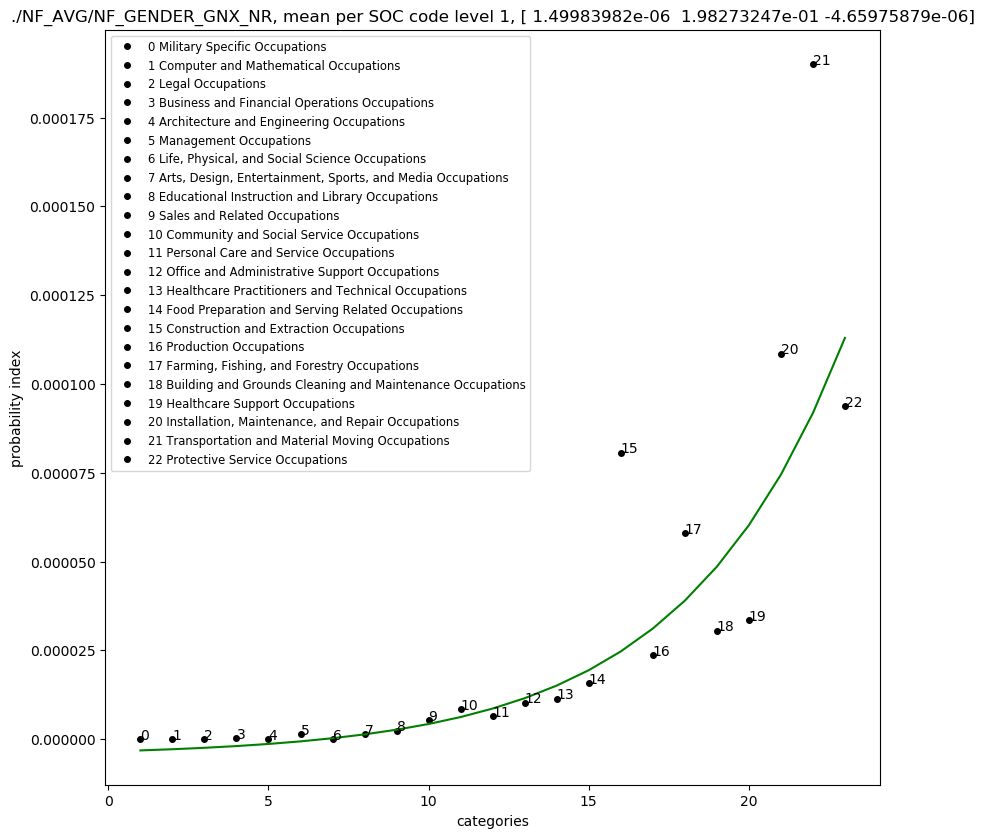 ./NF_AVG/NF_GENDER_GNX_NR, mean per SOC code level 1, [ 1.49983982e-06  1.98273247e-01 -4.65975879e-06]
0 Military Specific Occupations
1 Computer and Mathematical Occupations
2 Legal Occupations
3 Business and Financial Operations Occupations
4 Architecture and Engineering Occupations
5 Management Occupations
6 Life, Physical, and Social Science Occupations
7 Arts, Design, Entertainment, Sports, and Media Occupations
8 Educational Instruction and Library Occupations
9 Sales and Related Occupations
10 Community and Social Service Occupations
11 Personal Care and Service Occupations
12 Office and Administrative Support Occupations
13 Healthcare Practitioners and Technical Occupations
14 Food Preparation and Serving Related Occupations
15 Construction and Extraction Occupations
16 Production Occupations
17 Farming, Fishing, and Forestry Occupations
18 Building and Grounds Cleaning and Maintenance Occupations
19 Healthcare Support Occupations
20 Installation, Maintenance, and Repair Occupations
21 Transportation and Material Moving Occupations
22 Protective Service Occupations
probability index
0.000175
0.000150
0.000125
0.000100
0.000075
0.000050
0.000025
0.000000
0
1
2
3
4
5
6
7
8
9
10
11
12
13
14
15
16
17
18
19
20
21
22
0
5
10
15
20
categories